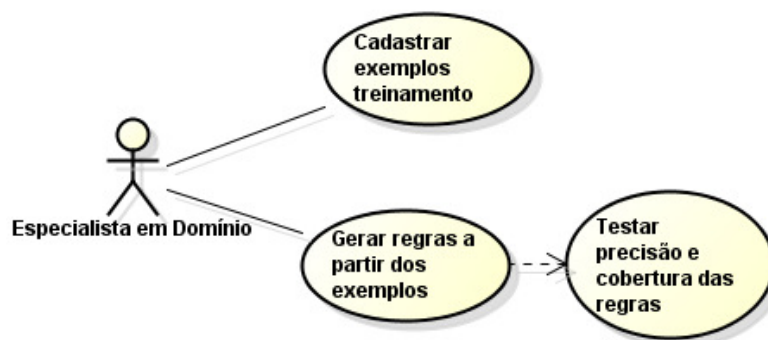 Cadastrar
exemplos
treinamento
Especialista em Domínio
Gerar regras a
partir dos
exemplos
Testar
precisão e
cobertura das
regras